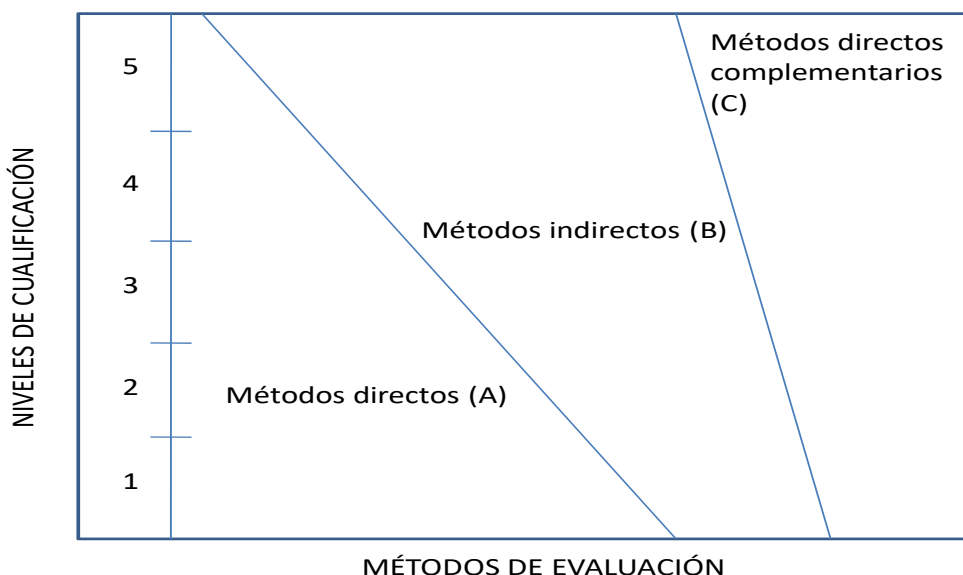 NIVELES DE CUALIFICACIÓN
5
4
3
2
1
Métodos directos
complementarios
(C)
Métodos indirectos (B)
Métodos directos (A)
MÉTODOS DE EVALUACIÓN